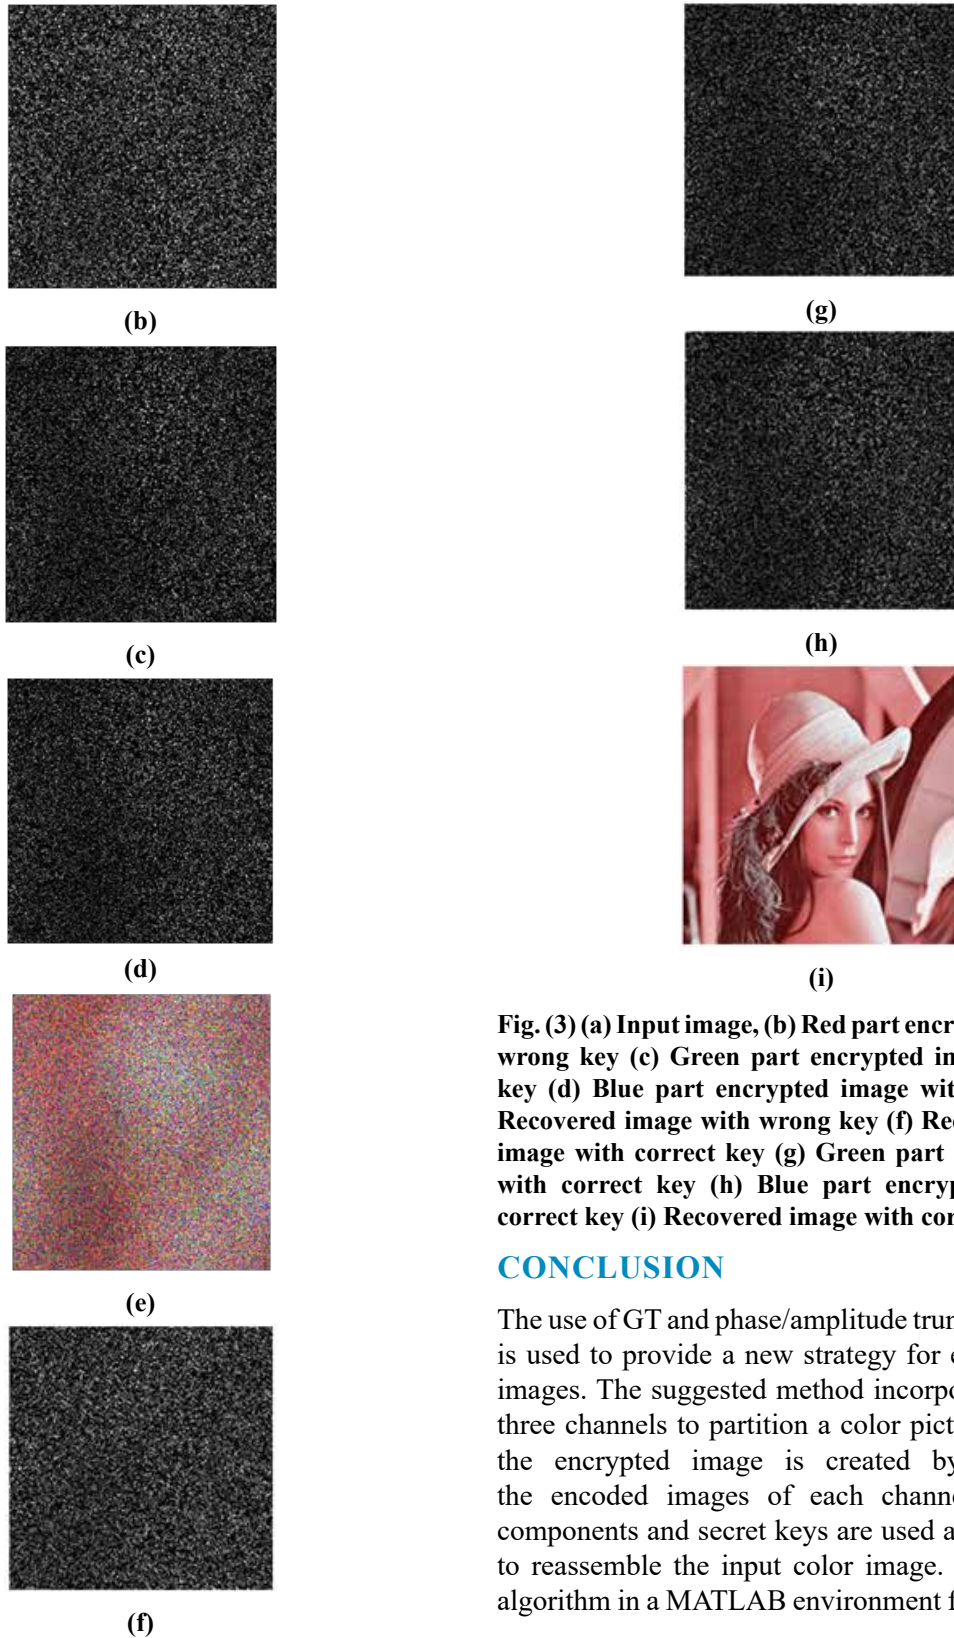 (b)
(c)
(d)
(e)
(f)
(g)
(h)
(i)
Fig. (3) (a) Input image, (b) Red part encr
wrong key (c) Green part encrypted in
key (d) Blue part encrypted image wit
Recovered image with wrong key (f) Re
image with correct key (g) Green part
with correct key (h) Blue part encryp
correct key (i) Recovered image with cor
CONCLUSION
The use of GT and phase/amplitude trun
is used to provide a new strategy for e
images. The suggested method incorpo
three channels to partition a color pict
the encrypted image is created by
the encoded images of each chann
components and secret keys are used a
to reassemble the input color image.
algorithm in a MATLAB environment f